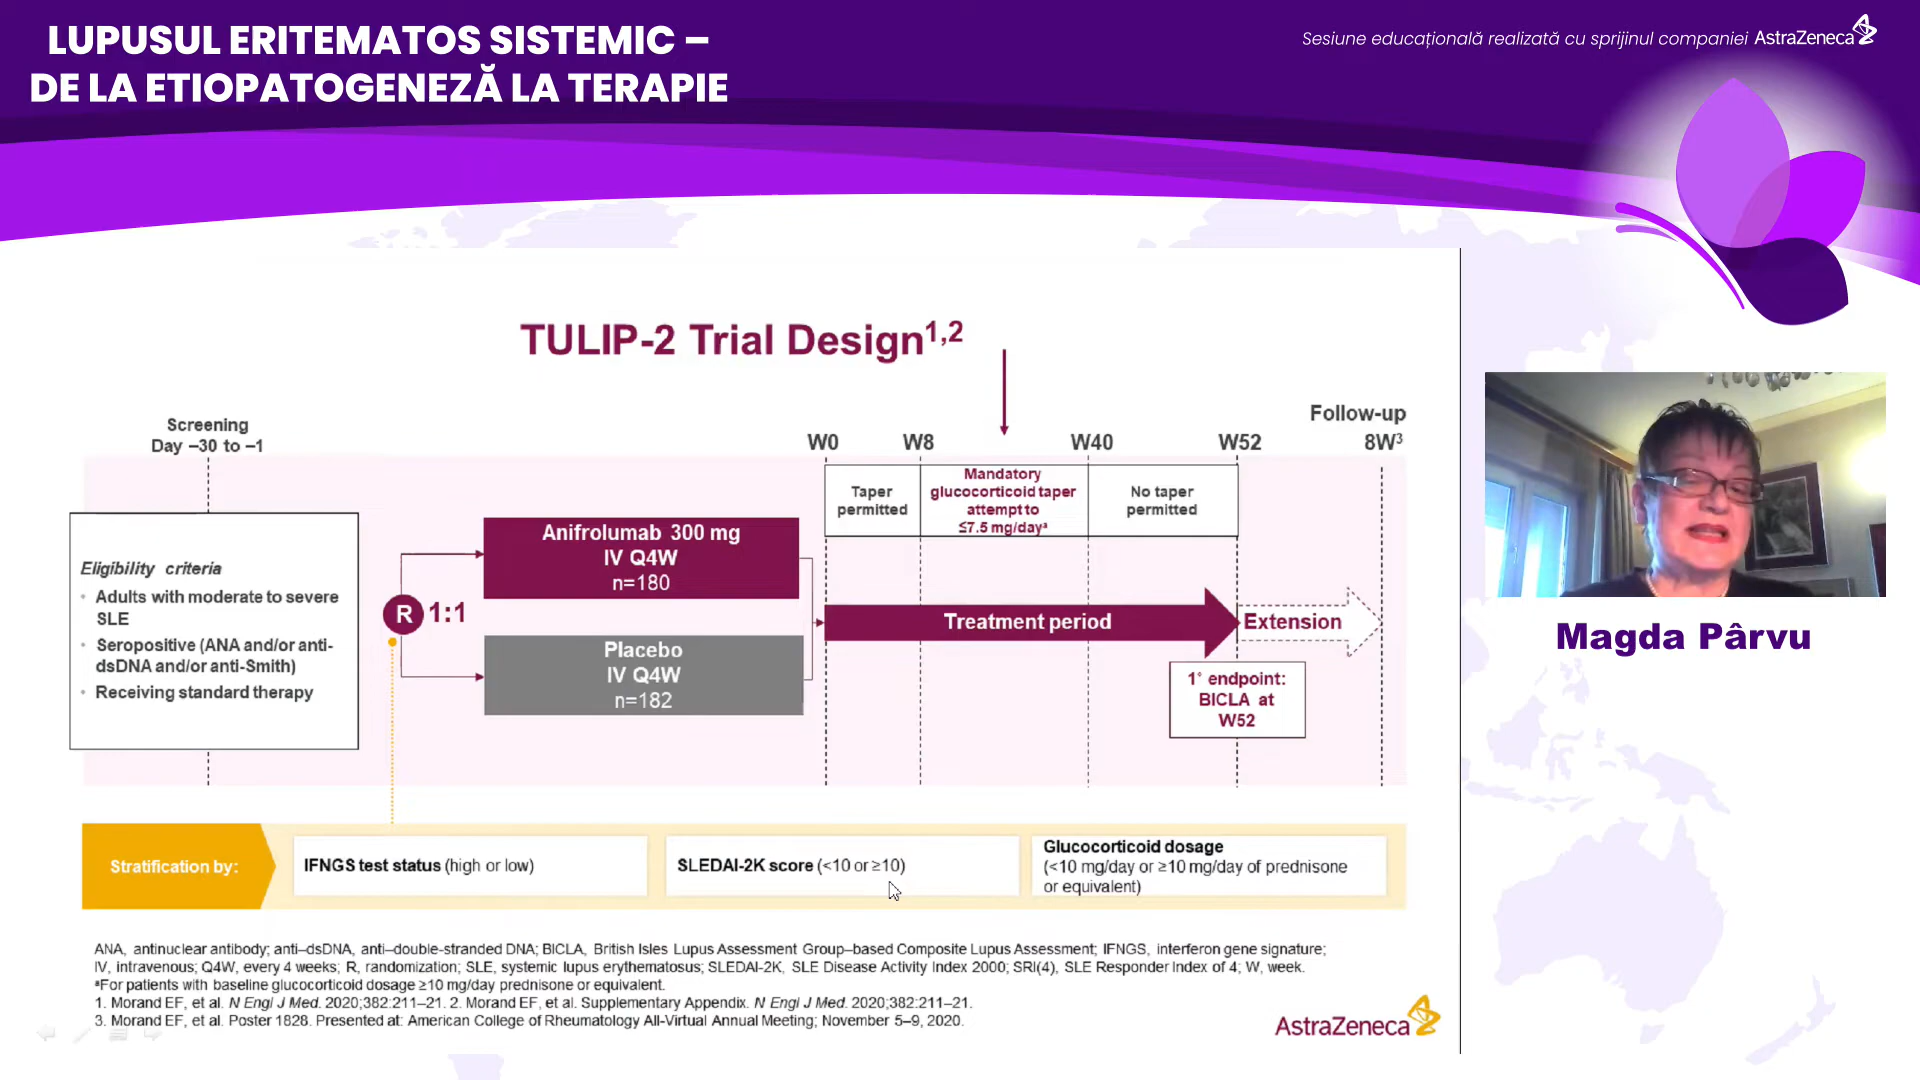 LUPUSUL ERITEMATOS SISTEMIC –
DE LA ETIOPATOGENEZĂ LA TERAPIE
Sesiune educațională realizată cu sprijinul companiei AstraZeneca
TULIP-2 Trial Design1,2
Screening
Day –30 to –1
W0
W8
W40
W52
Follow-up
8W3
Taper
permitted
Mandatory
glucocorticoid taper
attempt to
≤7.5 mg/dayª
No taper
permitted
Eligibility criteria
• Adults with moderate to severe
SLE
• Seropositive (ANA and/or anti-
dsDNA and/or anti-Smith)
• Receiving standard therapy
R 1:1
Anifrolumab 300 mg
IV Q4W
n=180
Placebo
IV Q4W
n=182
Treatment period
Extension
1° endpoint:
BICLA at
W52
Stratification by:
IFNGS test status (high or low)
SLEDAI-2K score (<10 or ≥10)
Glucocorticoid dosage
(<10 mg/day or ≥10 mg/day of prednisone
or equivalent)
ANA, antinuclear antibody; anti–dsDNA, anti–double-stranded DNA; BICLA, British Isles Lupus Assessment Group–based Composite Lupus Assessment; IFNGS, interferon gene signature;
IV, intravenous; Q4W, every 4 weeks; R, randomization; SLE, systemic lupus erythematosus; SLEDAI-2K, SLE Disease Activity Index 2000; SRI(4), SLE Responder Index of 4; W, week.
ªFor patients with baseline glucocorticoid dosage ≥10 mg/day prednisone or equivalent.
1. Morand EF, et al. N Engl J Med. 2020;382:211–21. 2. Morand EF, et al. Supplementary Appendix. N Engl J Med. 2020;382:211–21.
3. Morand EF, et al. Poster 1828. Presented at: American College of Rheumatology All-Virtual Annual Meeting; November 5–9, 2020.
AstraZeneca
Magda Pârvu